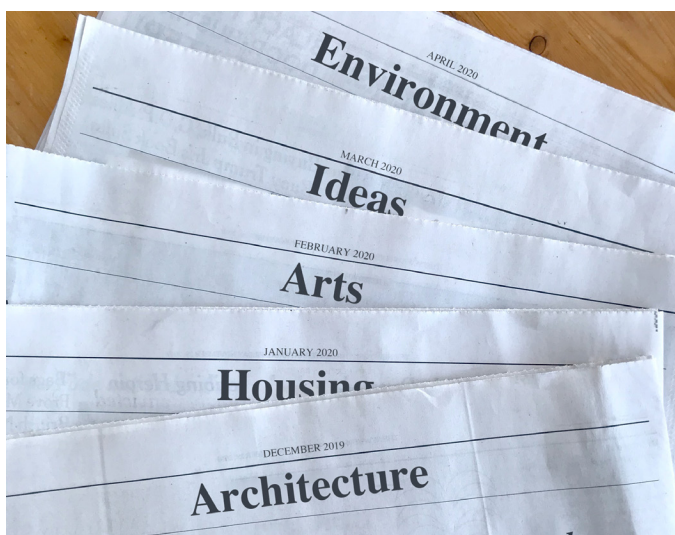 APRIL 2020
Environment
MARCH 2020
Ideas
FEBRUARY 2020
Arts
JANUARY 2020
Housing
DECEMBER 2019
Architecture